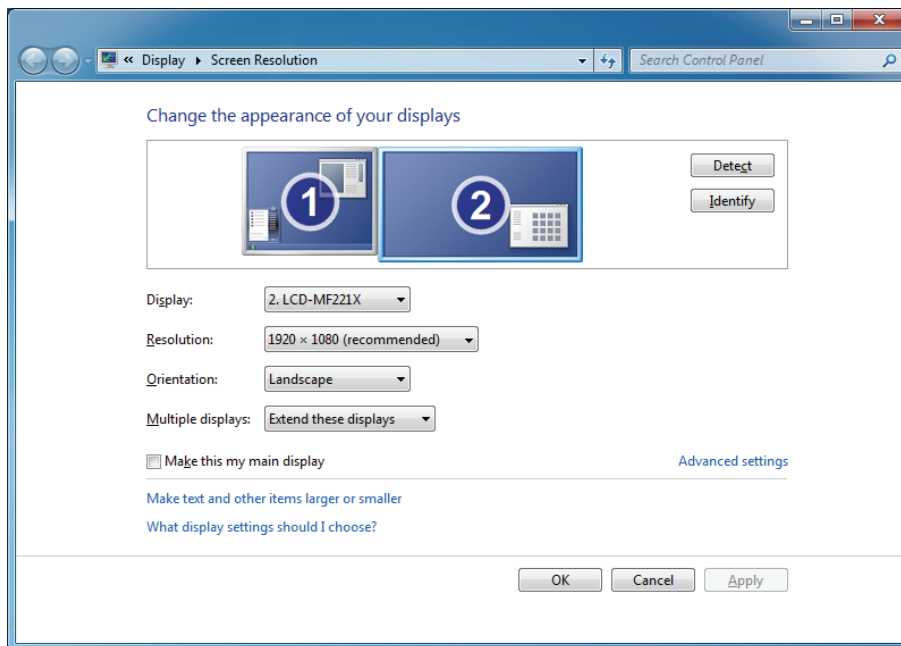 « Display ▸ Screen Resolution
Search Control Panel
Change the appearance of your displays
1
2
Detect
Identify
Display: 2. LCD-MF221X
Resolution: 1920 × 1080 (recommended)
Orientation: Landscape
Multiple displays: Extend these displays
Make this my main display
Advanced settings
Make text and other items larger or smaller
What display settings should I choose?
OK Cancel Apply